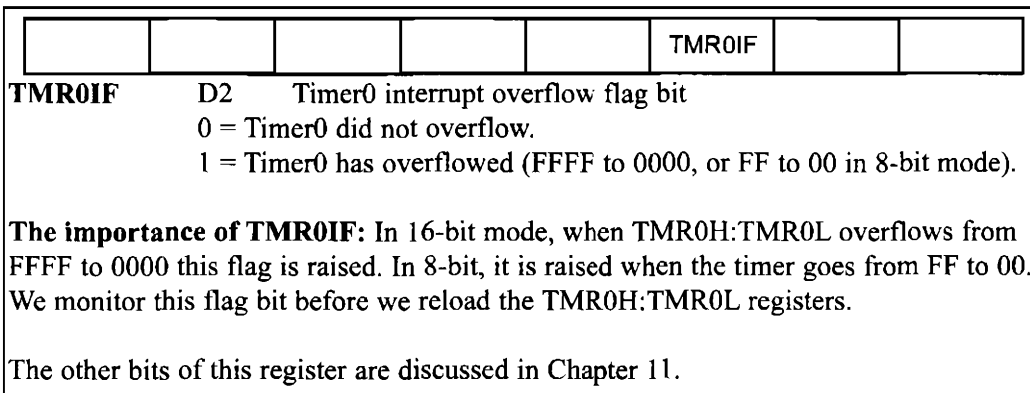 TMR0IF
TMR0IF D2 Timer0 interrupt overflow flag bit
0 = Timer0 did not overflow.
1 = Timer0 has overflowed (FFFF to 0000, or FF to 00 in 8-bit mode).
The importance of TMR0IF: In 16-bit mode, when TMR0H:TMR0L overflows from
FFFF to 0000 this flag is raised. In 8-bit, it is raised when the timer goes from FF to 00.
We monitor this flag bit before we reload the TMR0H:TMR0L registers.
The other bits of this register are discussed in Chapter 11.